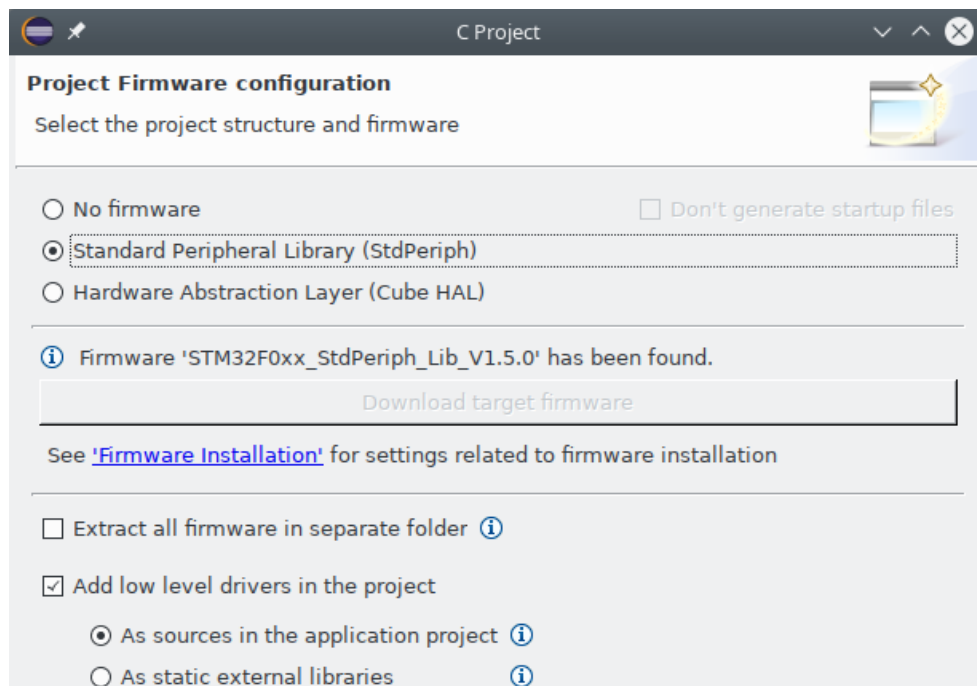 C Project
Project Firmware configuration
Select the project structure and firmware
No firmware
Don't generate startup files
Standard Peripheral Library (StdPeriph)
Hardware Abstraction Layer (Cube HAL)
Firmware 'STM32F0xx_StdPeriph_Lib_V1.5.0' has been found.
Download target firmware
See 'Firmware Installation' for settings related to firmware installation
Extract all firmware in separate folder
Add low level drivers in the project
As sources in the application project
As static external libraries